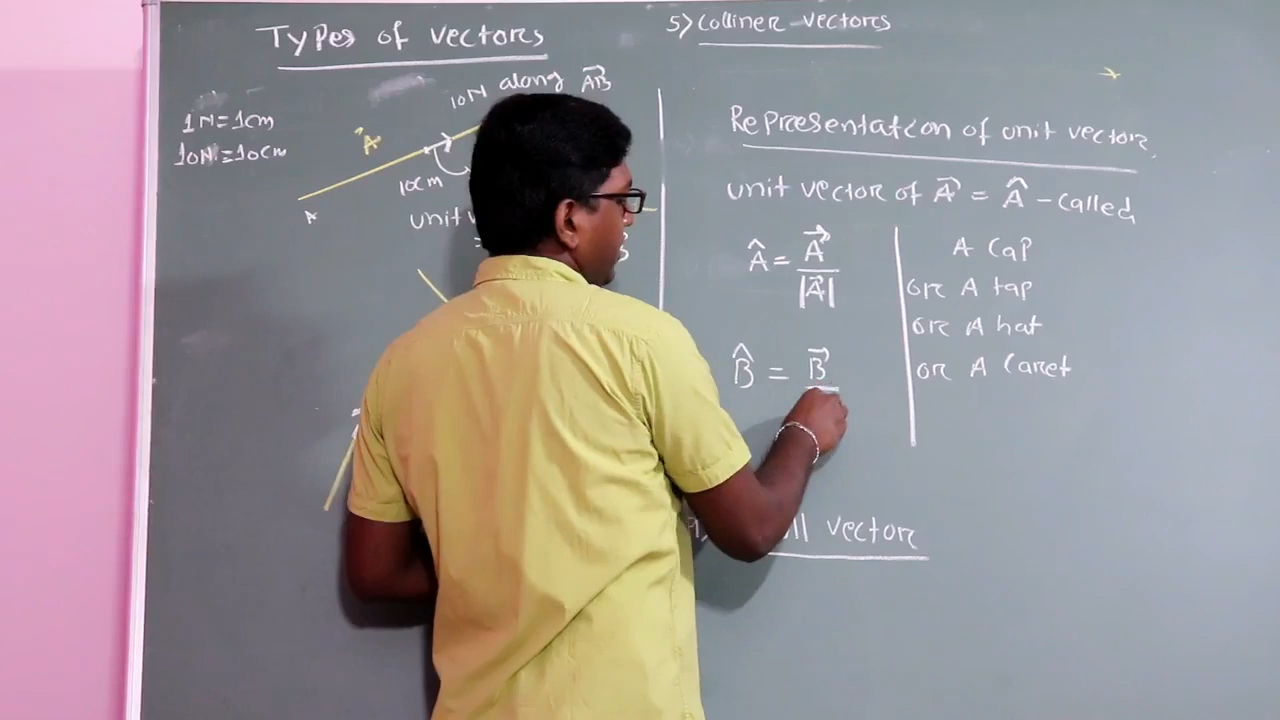 Types of vectors
1N=1cm
10N=10cm
10N along AB⃗
A⃗
10cm
A
unit
5) Colliner vectors
Representation of unit vector
unit vector of A⃗ = Â - called
Â = A⃗ / |A⃗|
A Cap
or A tap
or A hat
or A Caret
B̂ = B⃗
vector